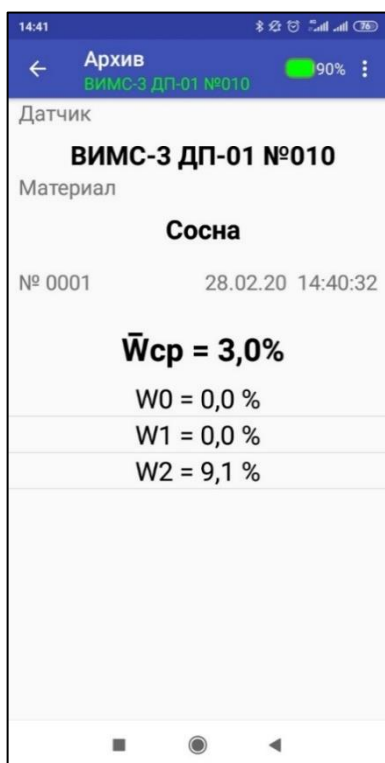 14:41 76
Архив
ВИМС-3 ДП-01 №010 90%
Датчик
ВИМС-3 ДП-01 №010
Материал
Сосна
№ 0001 28.02.20 14:40:32
W̅ср = 3,0%
W0 = 0,0 %
W1 = 0,0 %
W2 = 9,1 %